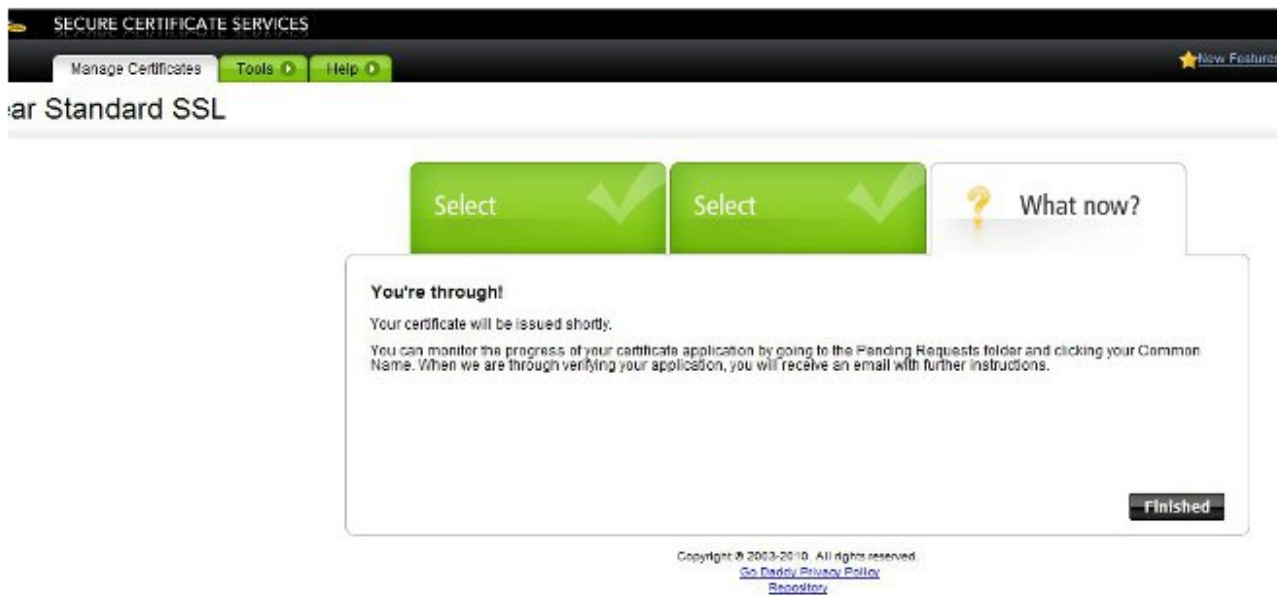 SECURE CERTIFICATE SERVICES
Manage Certificates Tools Help New Features
ar Standard SSL
Select Select ? What now?
You're through!
Your certificate will be issued shortly.
You can monitor the progress of your certificate application by going to the Pending Requests folder and clicking your Common
Name. When we are through verifying your application, you will receive an email with further instructions.
Finished
Copyright © 2003-2010. All rights reserved.
Go Daddy Privacy Policy
Repository